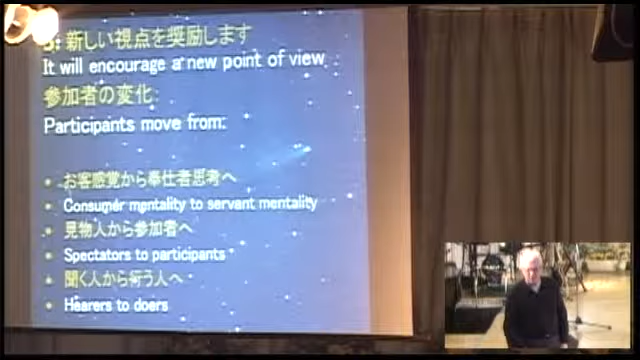 3: 新しい視点を奨励します
It will encourage a new point of view
参加者の変化:
Participants move from:
• お客感覚から奉仕者思考へ
• Consumer mentality to servant mentality
• 見物人から参加者へ
• Spectators to participants
• 聞く人から行う人へ
• Hearers to doers